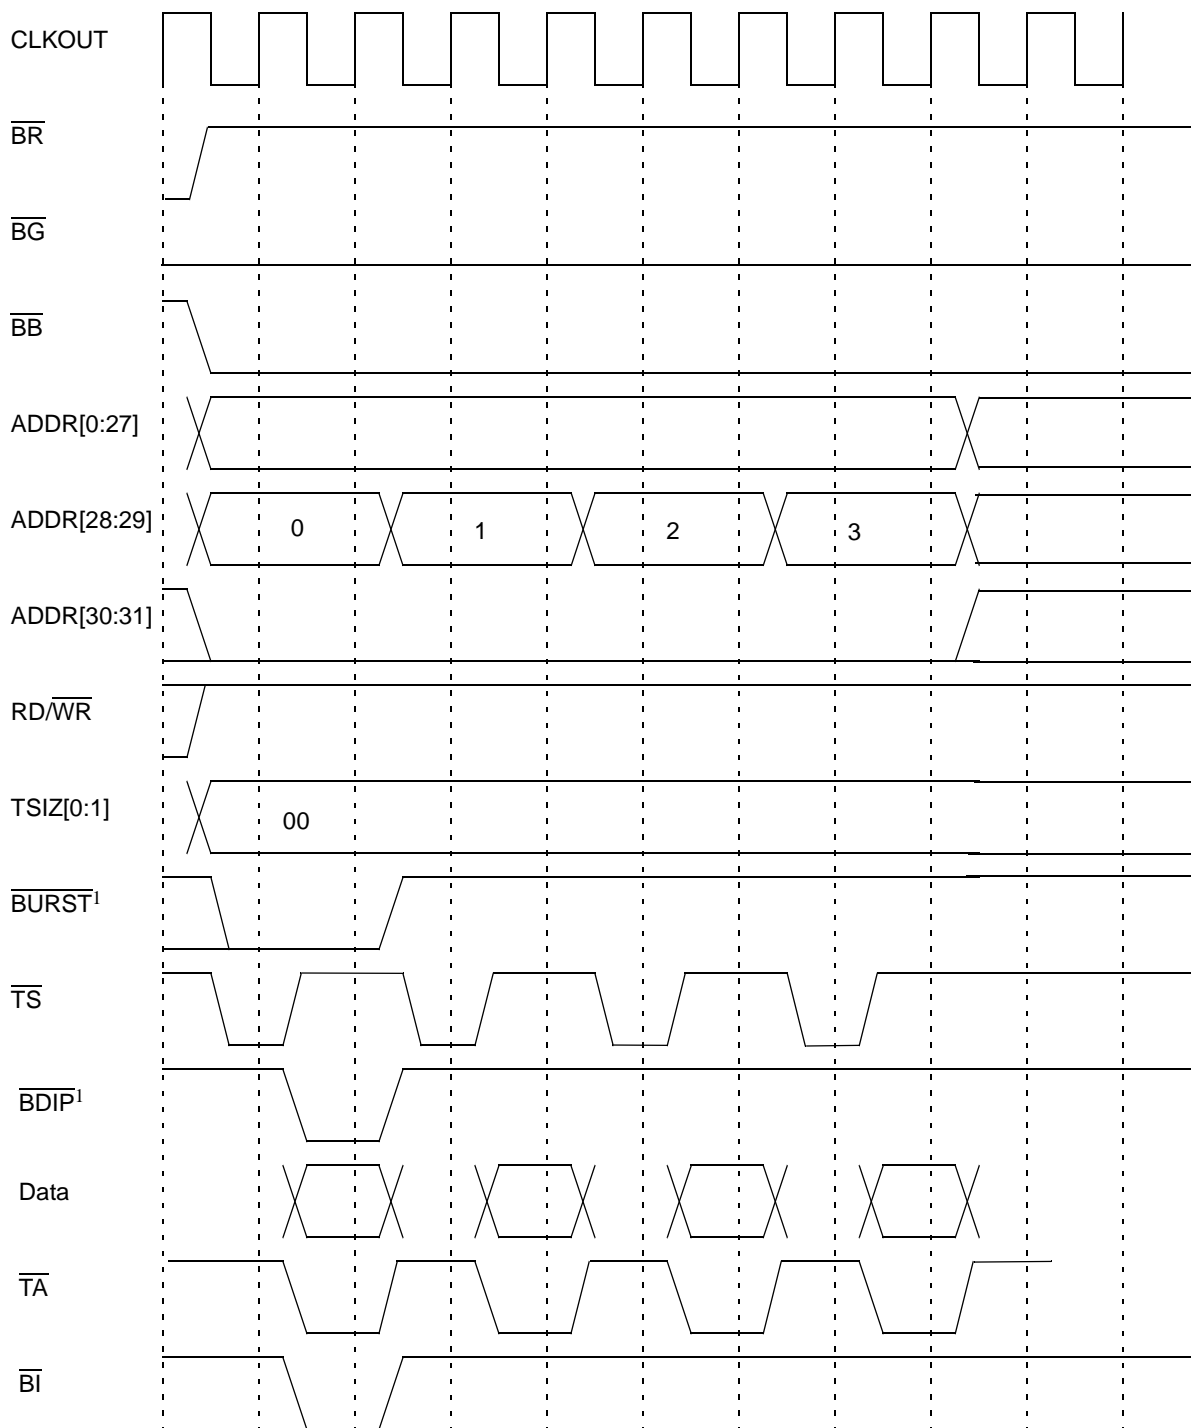 CLKOUT
BR
BG
BB
ADDR[0:27]
ADDR[28:29] 0 1 2 3
ADDR[30:31]
RD/WR
TSIZ[0:1] 00
BURST1
TS
BDIP1
Data
TA
BI